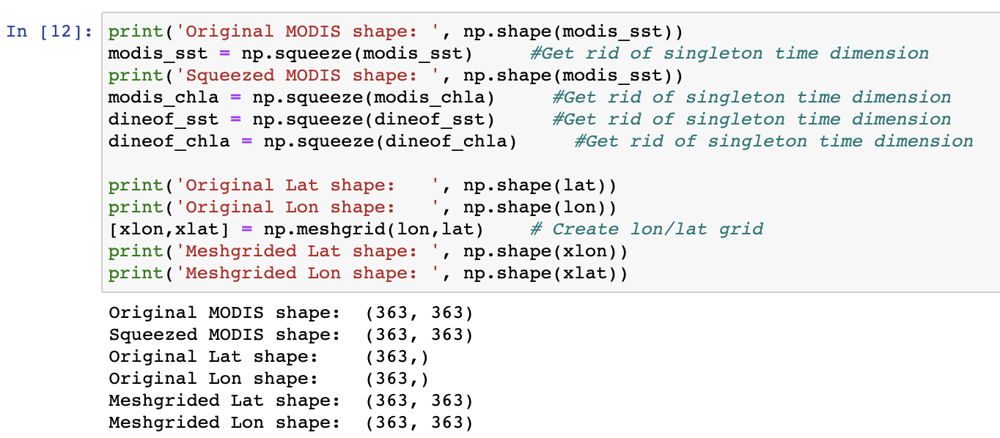 In [12]: print('Original MODIS shape: ', np.shape(modis_sst))
modis_sst = np.squeeze(modis_sst)     #Get rid of singleton time dimension
print('Squeezed MODIS shape: ', np.shape(modis_sst))
modis_chla = np.squeeze(modis_chla)     #Get rid of singleton time dimension
dineof_sst = np.squeeze(dineof_sst)     #Get rid of singleton time dimension
dineof_chla = np.squeeze(dineof_chla)     #Get rid of singleton time dimension

print('Original Lat shape:   ', np.shape(lat))
print('Original Lon shape:   ', np.shape(lon))
[xlon,xlat] = np.meshgrid(lon,lat)    # Create lon/lat grid
print('Meshgrided Lat shape: ', np.shape(xlon))
print('Meshgrided Lon shape: ', np.shape(xlat))

Original MODIS shape:  (363, 363)
Squeezed MODIS shape:  (363, 363)
Original Lat shape:    (363,)
Original Lon shape:    (363,)
Meshgrided Lat shape:  (363, 363)
Meshgrided Lon shape:  (363, 363)